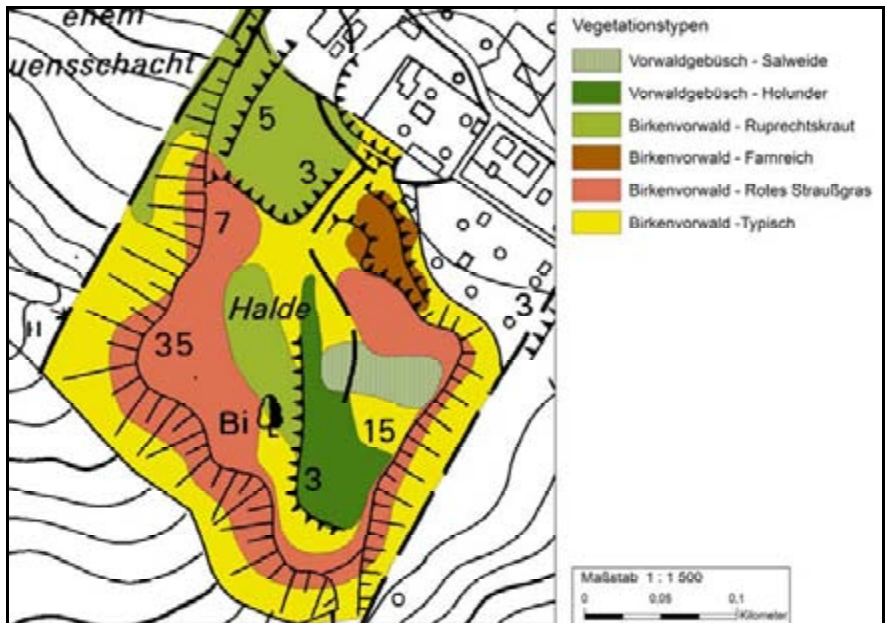 ehem
uensschacht
5
3
7
Halde
3
35
Bi
15
3
Vegetationstypen
Vorwaldgebüsch - Salweide
Vorwaldgebüsch - Holunder
Birkenvorwald - Ruprechtskraut
Birkenvorwald - Farnreich
Birkenvorwald - Rotes Straußgras
Birkenvorwald -Typisch
Maßstab 1 : 1 500
0 0,05 0,1
Kilometer